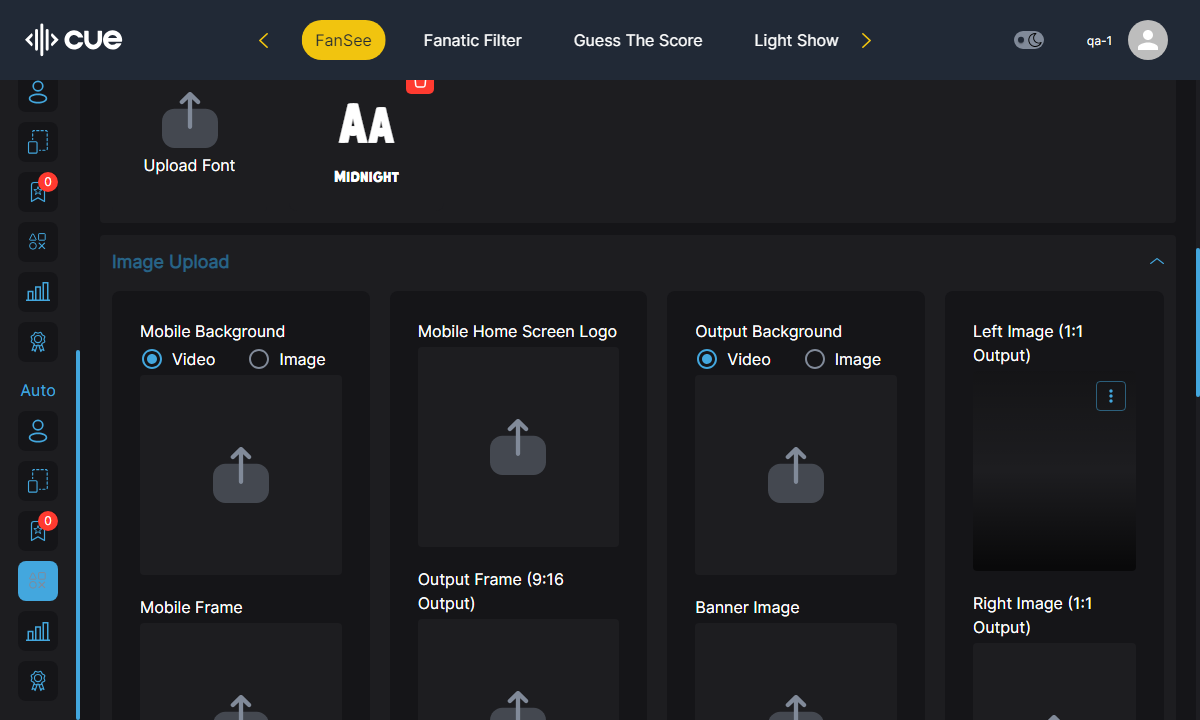 cue
FanSee
Fanatic Filter
Guess The Score
Light Show
qa-1
Upload Font
AA
MIDNIGHT
0
Image Upload
Mobile Background
Video
Image
Mobile Home Screen Logo
Output Background
Video
Image
Left Image (1:1
Output)
Auto
0
Mobile Frame
Output Frame (9:16
Output)
Banner Image
Right Image (1:1
Output)